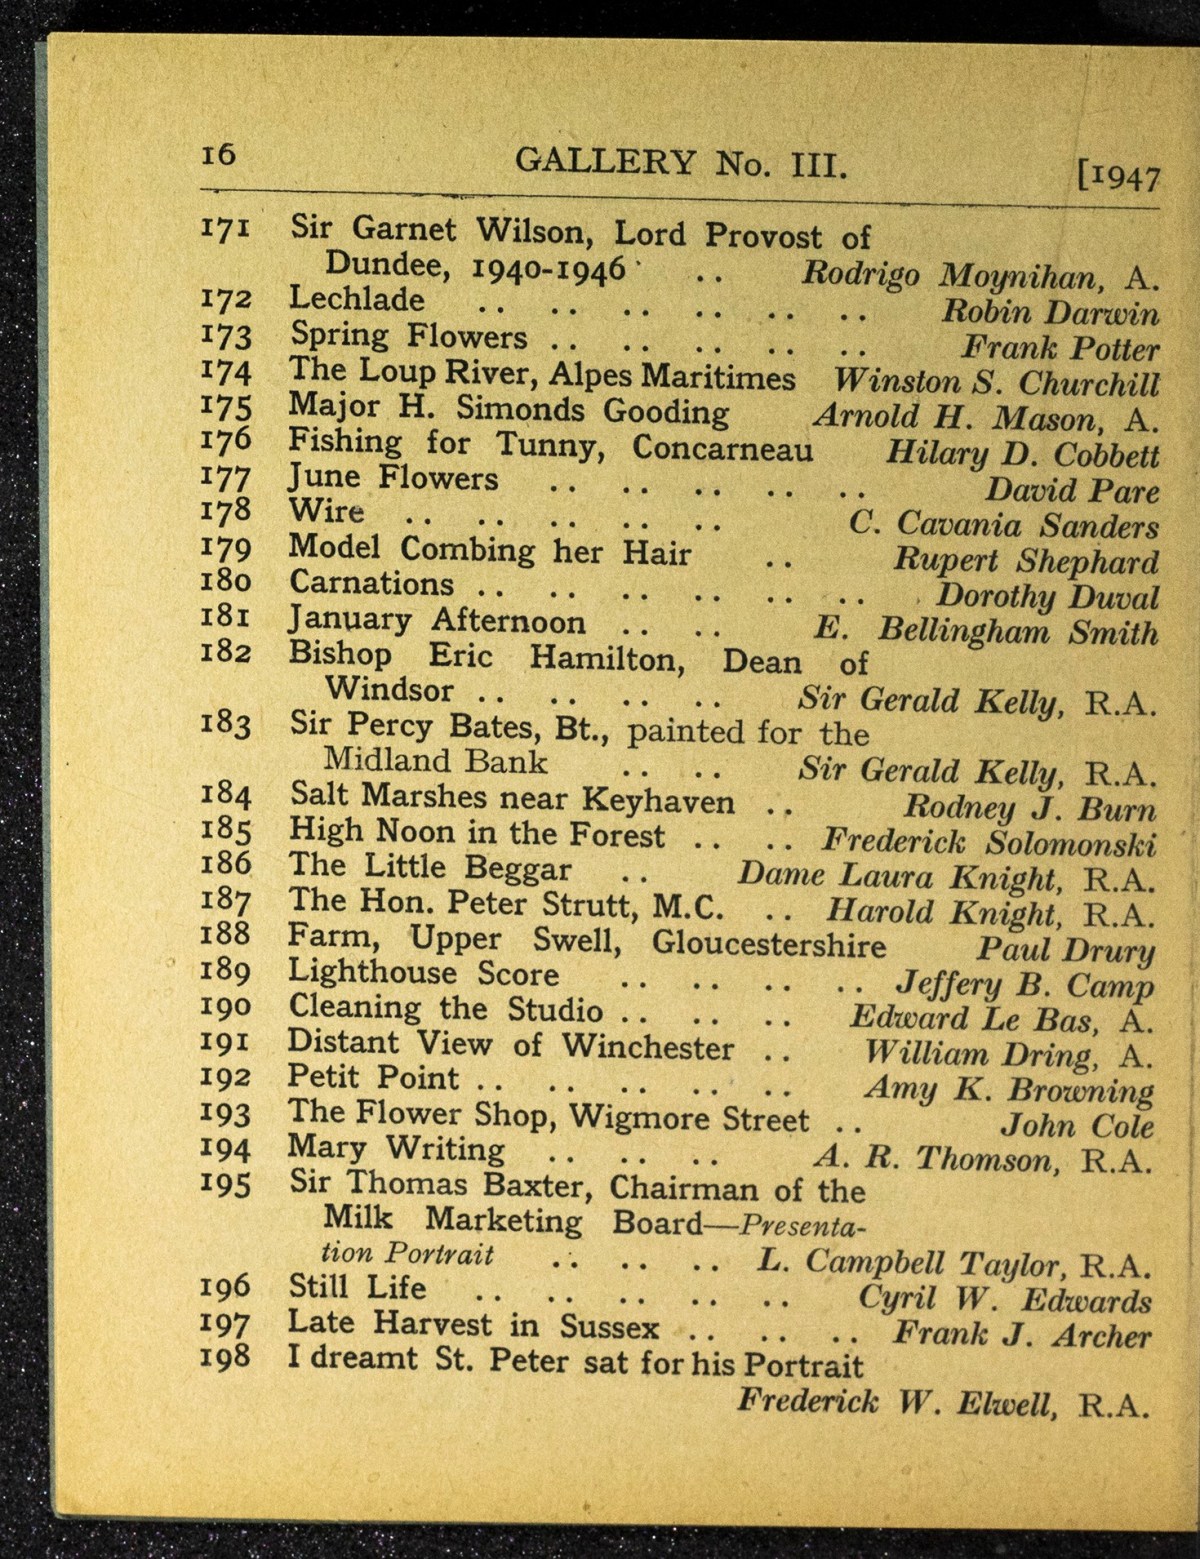 16 GALLERY No. III. [1947
171 Sir Garnet Wilson, Lord Provost of
Dundee, 1940-1946 .. Rodrigo Moynihan, A.
172 Lechlade .. .. .. .. .. .. Robin Darwin
173 Spring Flowers .. .. .. .. .. Frank Potter
174 The Loup River, Alpes Maritimes Winston S. Churchill
175 Major H. Simonds Gooding Arnold H. Mason, A.
176 Fishing for Tunny, Concarneau Hilary D. Cobbett
177 June Flowers .. .. .. .. .. David Pare
178 Wire .. .. .. .. .. C. Cavania Sanders
179 Model Combing her Hair .. Rupert Shephard
180 Carnations .. .. .. .. .. .. Dorothy Duval
181 January Afternoon .. .. E. Bellingham Smith
182 Bishop Eric Hamilton, Dean of
Windsor .. .. .. .. Sir Gerald Kelly, R.A.
183 Sir Percy Bates, Bt., painted for the
Midland Bank .. .. Sir Gerald Kelly, R.A.
184 Salt Marshes near Keyhaven .. Rodney J. Burn
185 High Noon in the Forest .. .. Frederick Solomonski
186 The Little Beggar .. Dame Laura Knight, R.A.
187 The Hon. Peter Strutt, M.C. .. Harold Knight, R.A.
188 Farm, Upper Swell, Gloucestershire Paul Drury
189 Lighthouse Score .. .. .. .. Jeffery B. Camp
190 Cleaning the Studio .. .. .. Edward Le Bas, A.
191 Distant View of Winchester .. William Dring, A.
192 Petit Point .. .. .. .. .. Amy K. Browning
193 The Flower Shop, Wigmore Street .. John Cole
194 Mary Writing .. .. .. A. R. Thomson, R.A.
195 Sir Thomas Baxter, Chairman of the
Milk Marketing Board—Presenta-
tion Portrait .. .. .. L. Campbell Taylor, R.A.
196 Still Life .. .. .. .. .. Cyril W. Edwards
197 Late Harvest in Sussex .. .. .. Frank J. Archer
198 I dreamt St. Peter sat for his Portrait
Frederick W. Elwell, R.A.